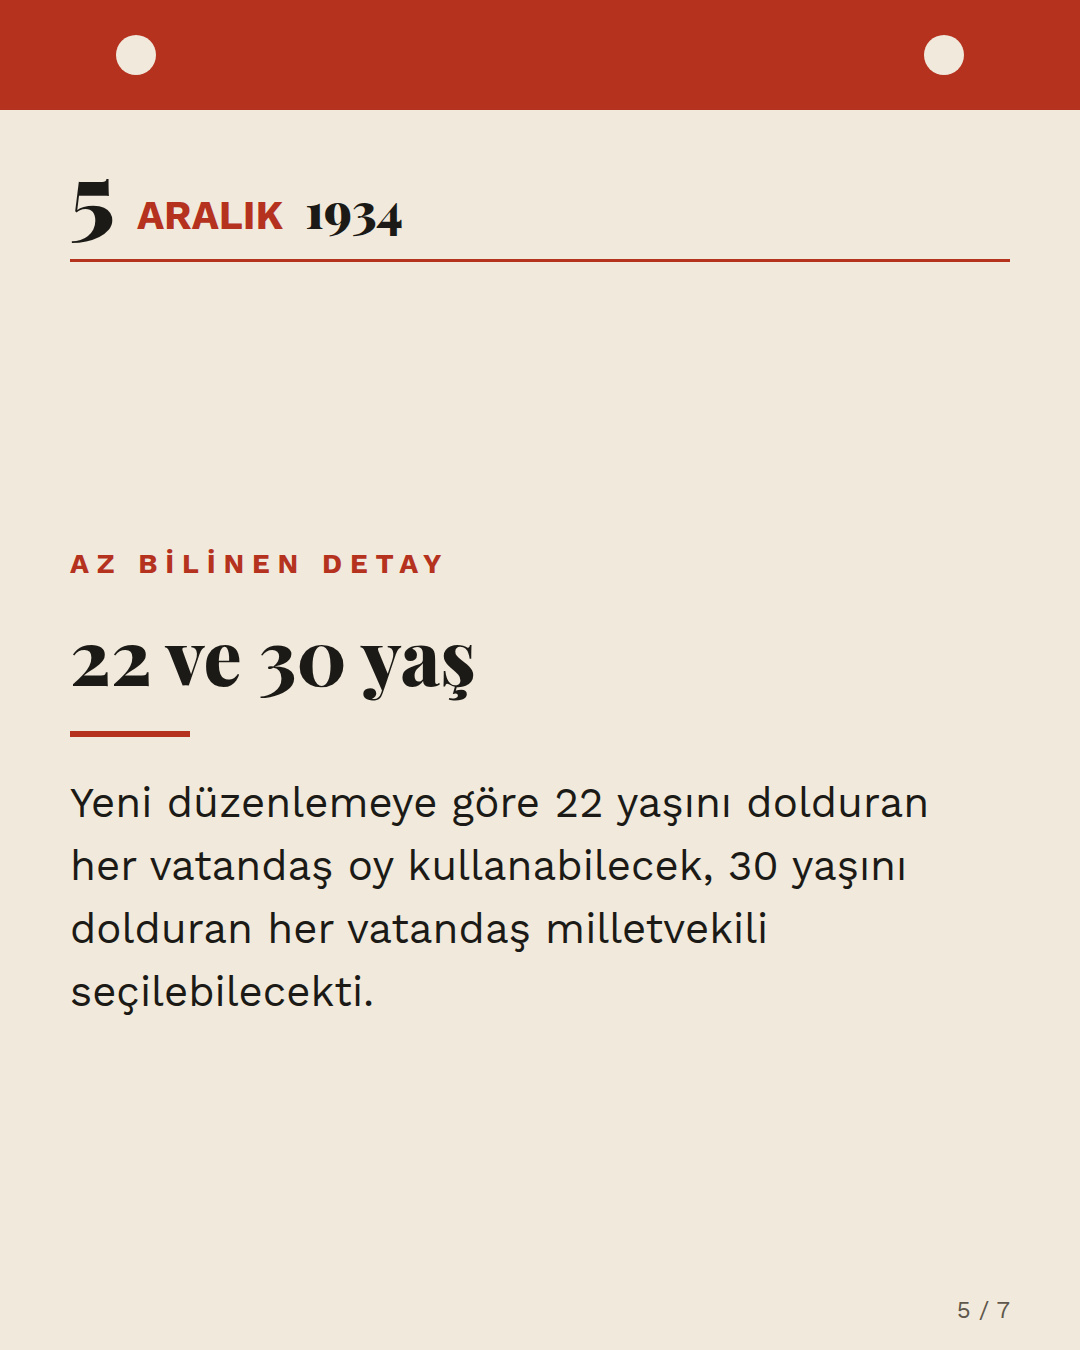 5 ARALIK 1934
AZ BİLİNEN DETAY
22 ve 30 yaş
Yeni düzenlemeye göre 22 yaşını dolduran
her vatandaş oy kullanabilecek, 30 yaşını
dolduran her vatandaş milletvekili
seçilebilecekti.
5 / 7